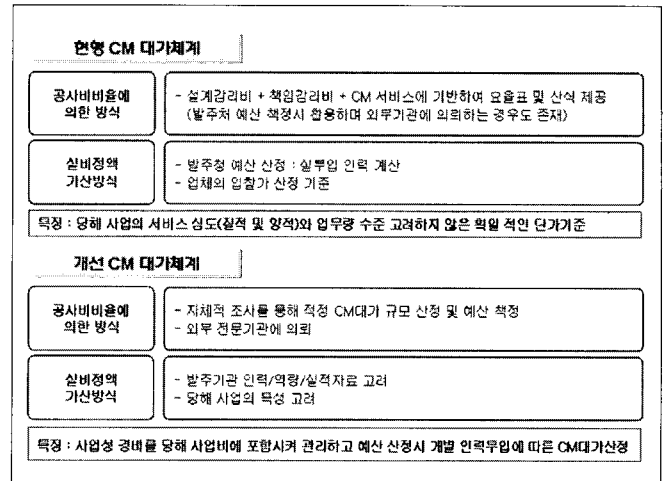 현행 CM 대가체계
공사비비율에
의한 방식
- 설계감리비 + 책임감리비 + CM 서비스에 기반하여 요율표 및 산식 제공
(발주처 예산 책정시 활용하며 외부기관에 의뢰하는 경우도 존재)
실비정액
가산방식
- 발주청 예산 산정 : 실투입 인력 계산
- 업체의 입찰가 산정 기준
특징 : 당해 사업의 서비스 심도(질적 및 양적)와 업무량 수준 고려하지 않은 획일 적인 단가기준
개선 CM 대가체계
공사비비율에
의한 방식
- 자체적 조사를 통해 적정 CM대가 규모 산정 및 예산 책정
- 외부 전문기관에 의뢰
실비정액
가산방식
- 발주기관 인력/역량/실적자료 고려
- 당해 사업의 특성 고려
특징 : 사업성 경비를 당해 사업비에 포함시켜 관리하고 예산 산정시 개별 인력투입에 따른 CM대가산정